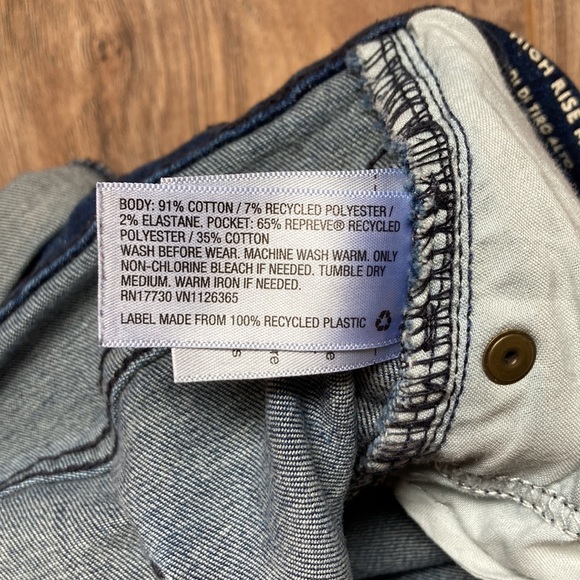 HIGH RISE
TIRO ALTO
BODY: 91% COTTON / 7% RECYCLED POLYESTER /
2% ELASTANE. POCKET: 65% REPREVE® RECYCLED
POLYESTER / 35% COTTON
WASH BEFORE WEAR. MACHINE WASH WARM. ONLY
NON-CHLORINE BLEACH IF NEEDED. TUMBLE DRY
MEDIUM. WARM IRON IF NEEDED.
RN17730 VN1126365
LABEL MADE FROM 100% RECYCLED PLASTIC